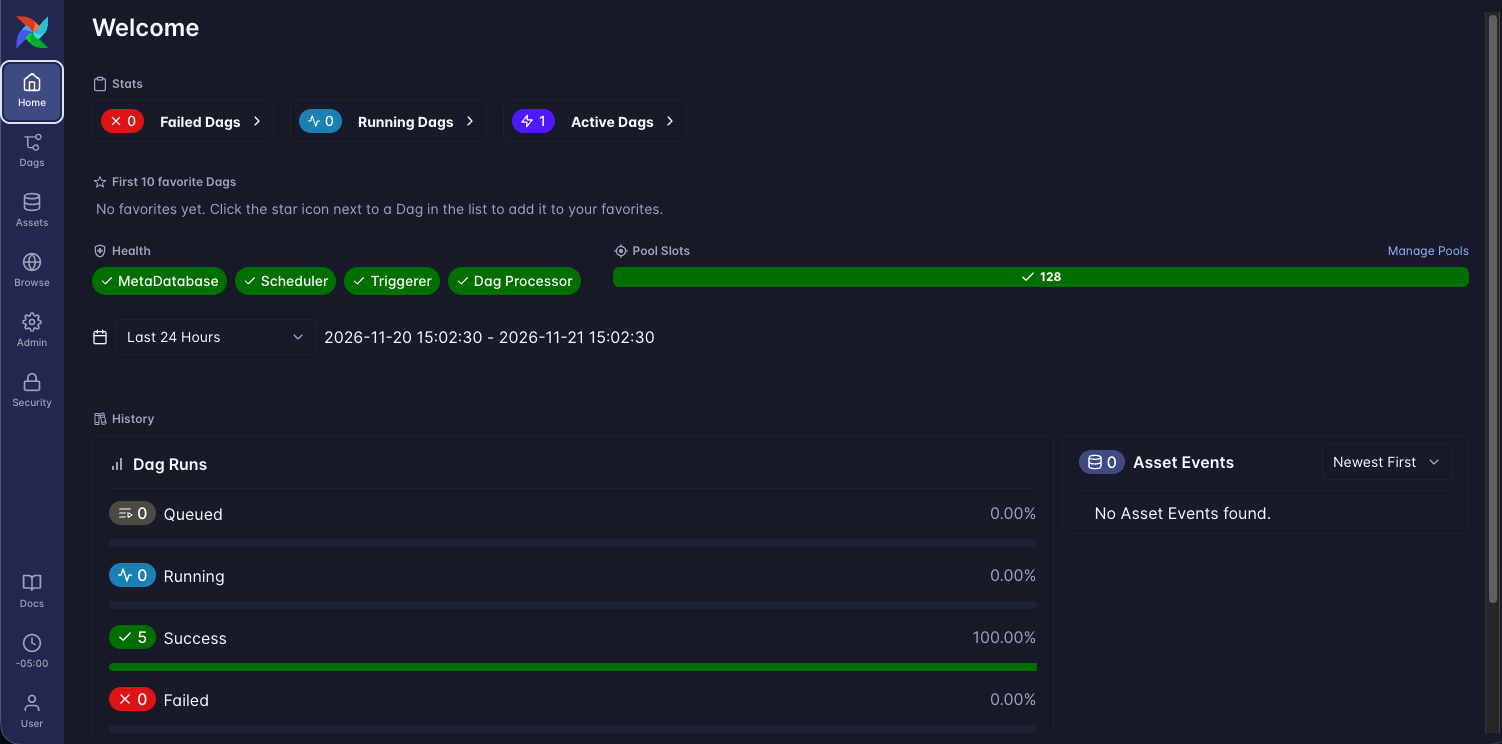 Welcome
Home
Dags
Assets
Browse
Admin
Security
Docs
-05:00
User
Stats
0 Failed Dags
0 Running Dags
1 Active Dags
First 10 favorite Dags
No favorites yet. Click the star icon next to a Dag in the list to add it to your favorites.
Health
MetaDatabase Scheduler Triggerer Dag Processor
Pool Slots Manage Pools
128
Last 24 Hours 2026-11-20 15:02:30 - 2026-11-21 15:02:30
History
Dag Runs
0 Queued 0.00%
0 Running 0.00%
5 Success 100.00%
0 Failed 0.00%
0 Asset Events Newest First
No Asset Events found.